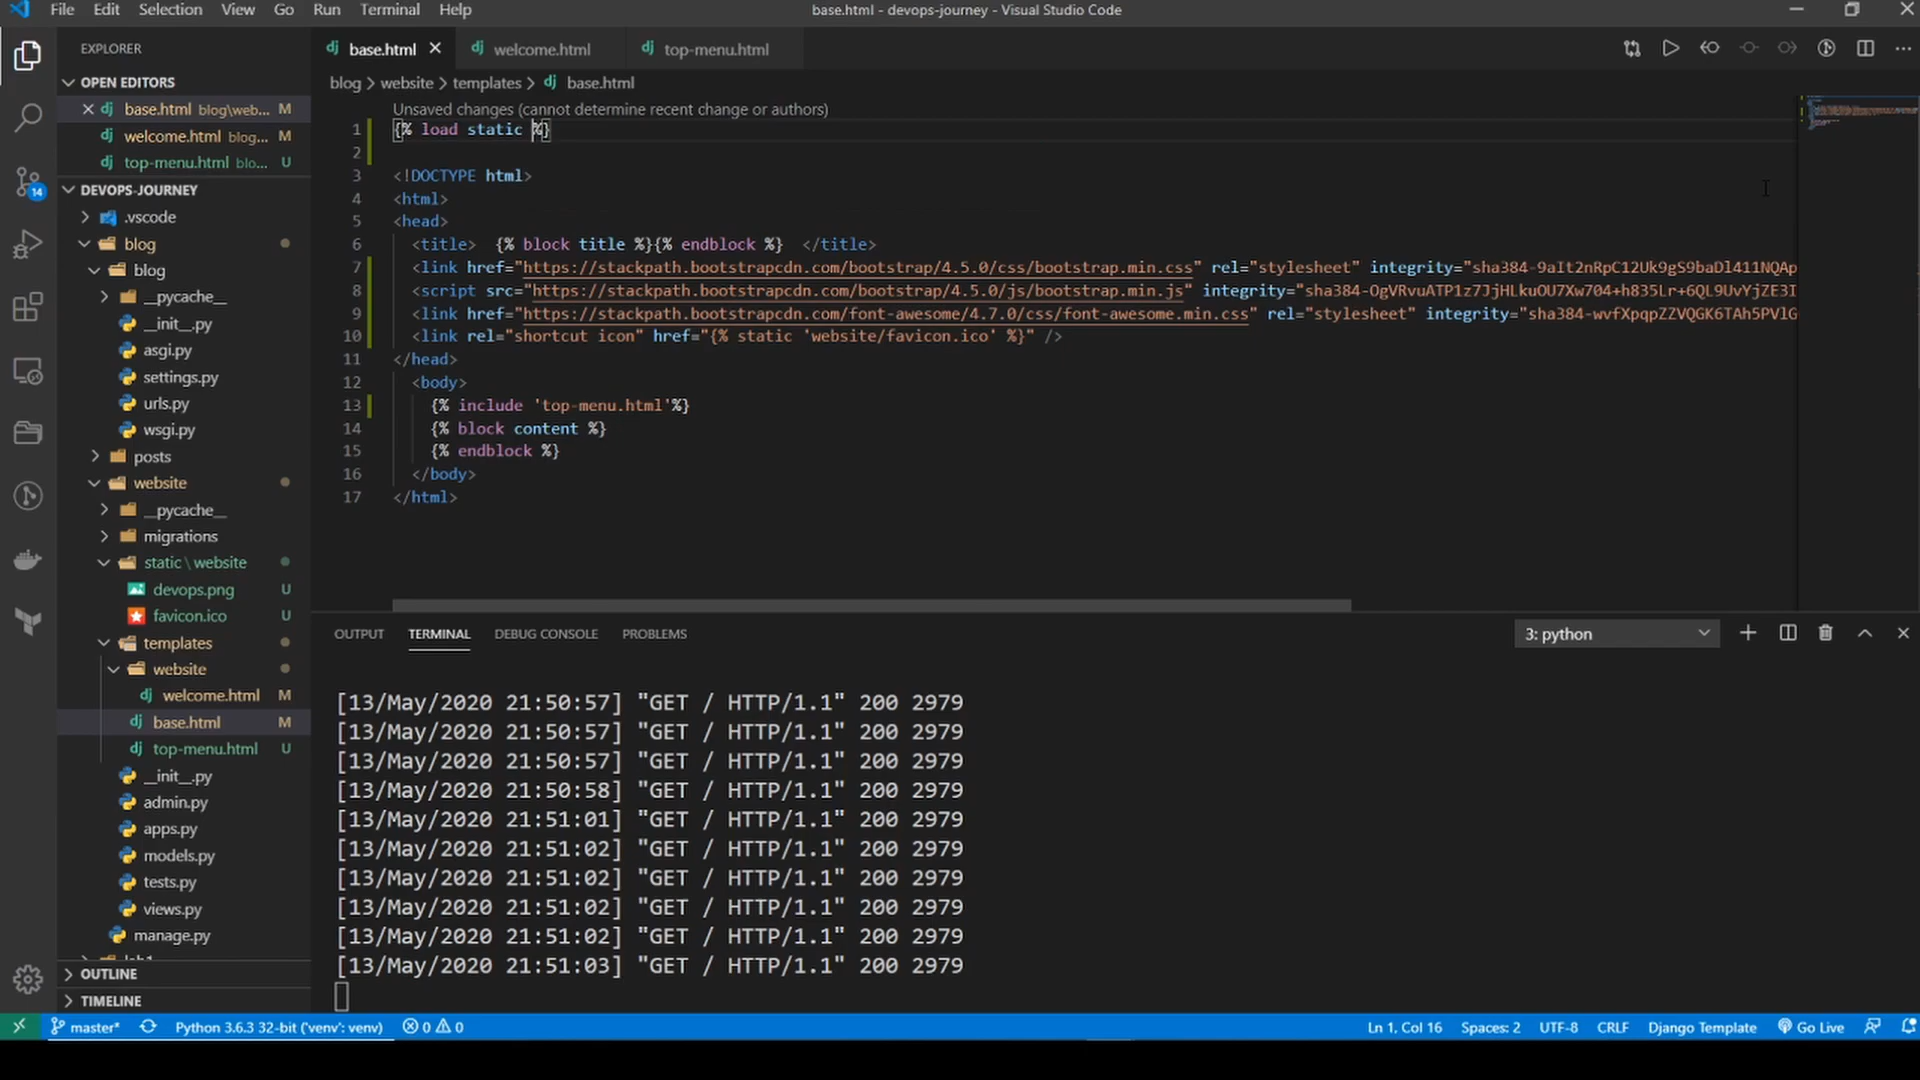 File Edit Selection View Go Run Terminal Help
base.html - devops-journey - Visual Studio Code
EXPLORER
OPEN EDITORS
base.html blog\web... M
welcome.html blog... M
top-menu.html blo... U
DEVOPS-JOURNEY
.vscode
blog
blog
__pycache__
__init__.py
asgi.py
settings.py
urls.py
wsgi.py
posts
website
__pycache__
migrations
static \ website
devops.png U
favicon.ico U
templates
website
welcome.html M
base.html M
top-menu.html U
__init__.py
admin.py
apps.py
models.py
tests.py
views.py
manage.py
OUTLINE
TIMELINE
14
base.html welcome.html top-menu.html
blog > website > templates > base.html
Unsaved changes (cannot determine recent change or authors)
1 {% load static %}
2
3 <!DOCTYPE html>
4 <html>
5 <head>
6 <title> {% block title %}{% endblock %} </title>
7 <link href="https://stackpath.bootstrapcdn.com/bootstrap/4.5.0/css/bootstrap.min.css" rel="stylesheet" integrity="sha384-9aIt2nRpC12Uk9gS9baDl411NQAp
8 <script src="https://stackpath.bootstrapcdn.com/bootstrap/4.5.0/js/bootstrap.min.js" integrity="sha384-OgVRvuATP1z7JjHLkuOU7Xw704+h835Lr+6QL9UvYjZE3I
9 <link href="https://stackpath.bootstrapcdn.com/font-awesome/4.7.0/css/font-awesome.min.css" rel="stylesheet" integrity="sha384-wvfXpqpZZVQGK6TAh5PVlG
10 <link rel="shortcut icon" href="{% static 'website/favicon.ico' %}" />
11 </head>
12 <body>
13 {% include 'top-menu.html'%}
14 {% block content %}
15 {% endblock %}
16 </body>
17 </html>
OUTPUT TERMINAL DEBUG CONSOLE PROBLEMS
3: python
[13/May/2020 21:50:57] "GET / HTTP/1.1" 200 2979
[13/May/2020 21:50:57] "GET / HTTP/1.1" 200 2979
[13/May/2020 21:50:57] "GET / HTTP/1.1" 200 2979
[13/May/2020 21:50:58] "GET / HTTP/1.1" 200 2979
[13/May/2020 21:51:01] "GET / HTTP/1.1" 200 2979
[13/May/2020 21:51:02] "GET / HTTP/1.1" 200 2979
[13/May/2020 21:51:02] "GET / HTTP/1.1" 200 2979
[13/May/2020 21:51:02] "GET / HTTP/1.1" 200 2979
[13/May/2020 21:51:02] "GET / HTTP/1.1" 200 2979
[13/May/2020 21:51:03] "GET / HTTP/1.1" 200 2979
master* Python 3.6.3 32-bit ('venv': venv) 0 0 Ln 1, Col 16 Spaces: 2 UTF-8 CRLF Django Template Go Live